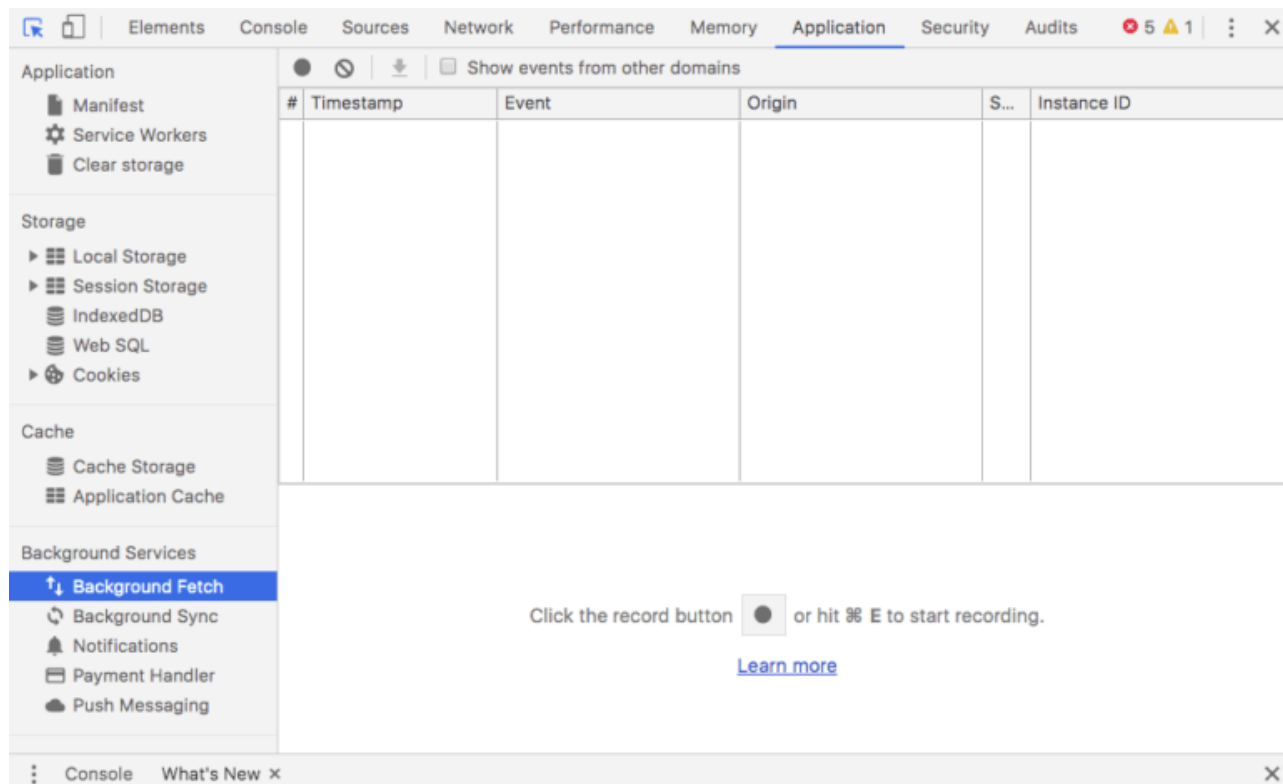 Elements Console Sources Network Performance Memory Application Security Audits 5 1
Application
Manifest
Service Workers
Clear storage
Storage
Local Storage
Session Storage
IndexedDB
Web SQL
Cookies
Cache
Cache Storage
Application Cache
Background Services
Background Fetch
Background Sync
Notifications
Payment Handler
Push Messaging
Show events from other domains
# Timestamp Event Origin S... Instance ID
Click the record button or hit ⌘ E to start recording.
Learn more
Console What's New